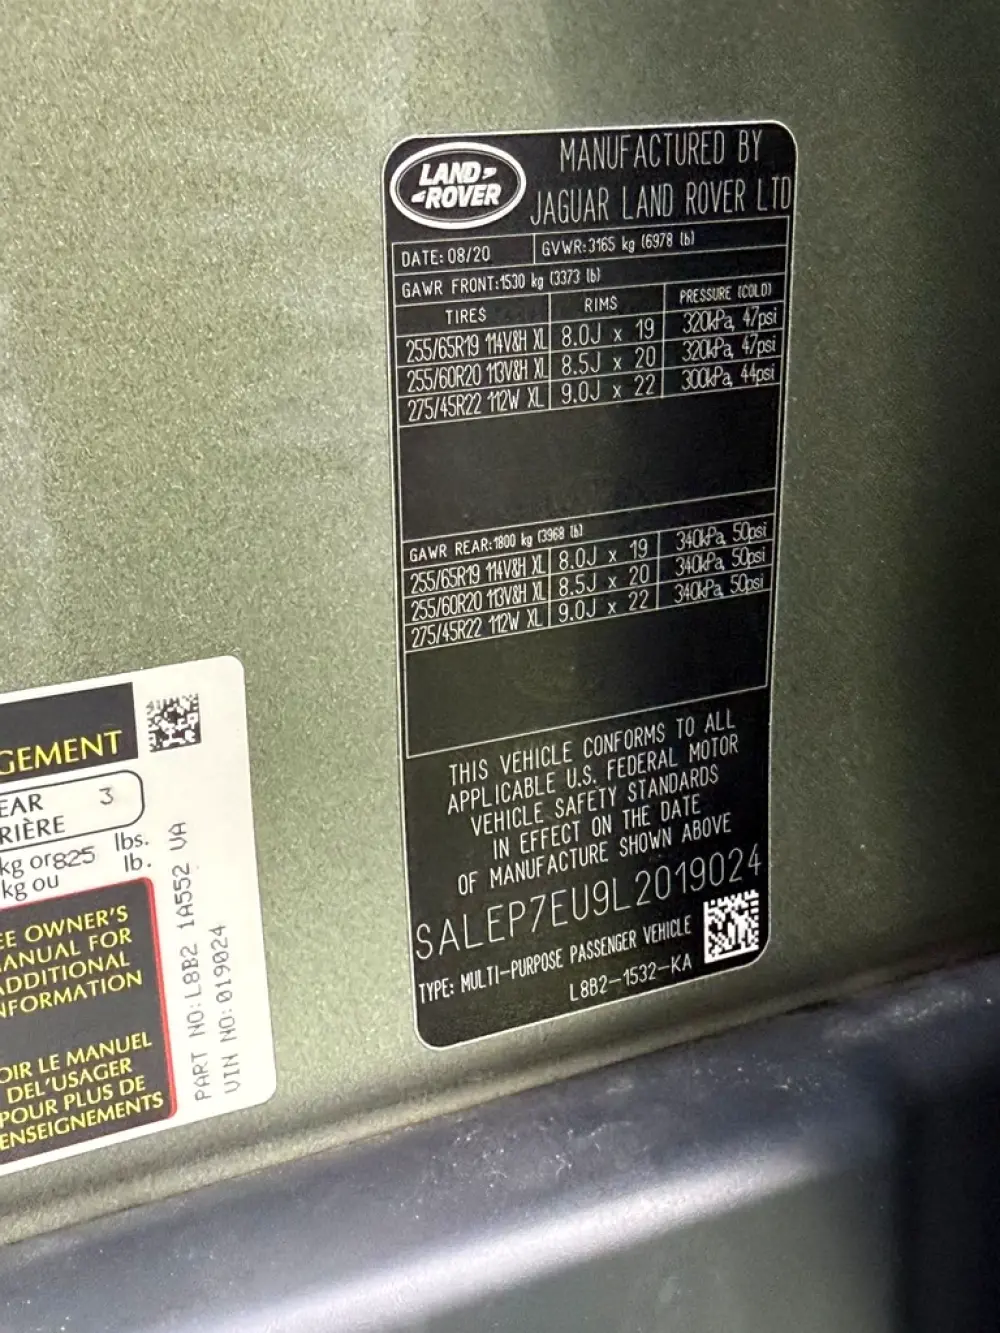 LAND
ROVER
MANUFACTURED BY
JAGUAR LAND ROVER LTD
DATE: 08/20 GVWR:3165 kg (6978 lb)
GAWR FRONT:1530 kg (3373 lb)
TIRES RIMS PRESSURE (COLD)
255/65R19 114V&H XL 8.0J x 19 320kPa, 47psi
255/60R20 113V&H XL 8.5J x 20 320kPa, 47psi
275/45R22 112W XL 9.0J x 22 300kPa, 44psi
GAWR REAR:1800 kg (3968 lb)
255/65R19 114V&H XL 8.0J x 19 340kPa, 50psi
255/60R20 113V&H XL 8.5J x 20 340kPa, 50psi
275/45R22 112W XL 9.0J x 22 340kPa, 50psi
THIS VEHICLE CONFORMS TO ALL
APPLICABLE U.S. FEDERAL MOTOR
VEHICLE SAFETY STANDARDS
IN EFFECT ON THE DATE
OF MANUFACTURE SHOWN ABOVE
SALEP7EU9L2019024
TYPE: MULTI-PURPOSE PASSENGER VEHICLE
L8B2-1532-KA
GEMENT
EAR 3
RIÈRE
kg or 825 lbs.
kg ou lb.
EE OWNER'S
MANUAL FOR
ADDITIONAL
NFORMATION
OIR LE MANUEL
DEL'USAGER
POUR PLUS DE
ENSEIGNEMENTS
PART NO:L8B2 1A552 VA
VIN NO:019024